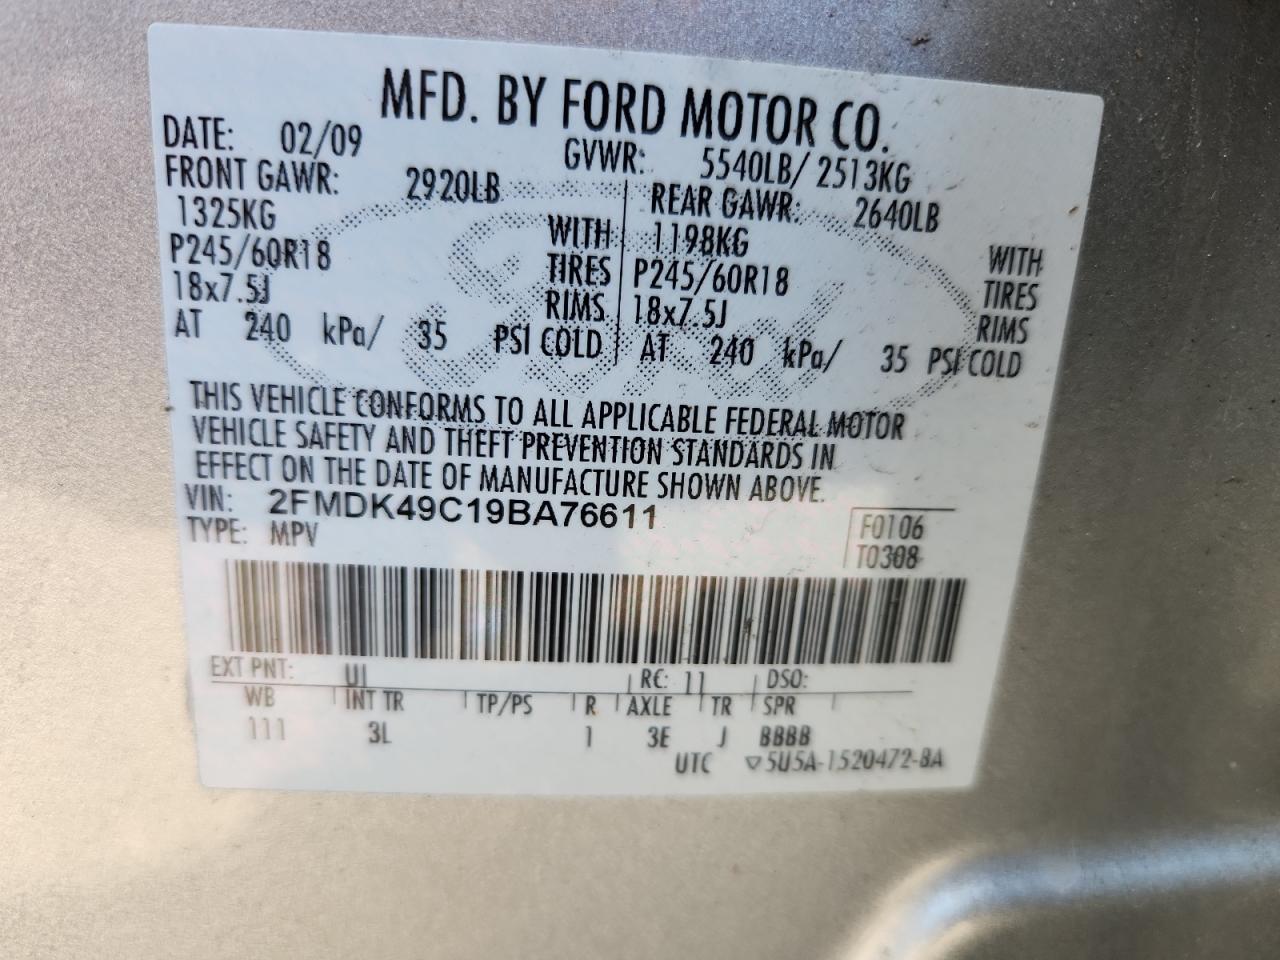 MFD. BY FORD MOTOR CO.
DATE: 02/09 GVWR: 5540LB/ 2513KG
FRONT GAWR: 2920LB REAR GAWR: 2640LB
1325KG WITH 1198KG WITH
P245/60R18 TIRES P245/60R18 TIRES
18x7.5J RIMS 18x7.5J RIMS
AT 240 kPa/ 35 PSI COLD AT 240 kPa/ 35 PSI COLD
THIS VEHICLE CONFORMS TO ALL APPLICABLE FEDERAL MOTOR
VEHICLE SAFETY AND THEFT PREVENTION STANDARDS IN
EFFECT ON THE DATE OF MANUFACTURE SHOWN ABOVE.
VIN: 2FMDK49C19BA76611 F0106
TYPE: MPV T0308
EXT PNT: UJ RC: 11 DSO:
WB INT TR TP/PS R AXLE TR SPR
111 3L 1 3E J BBBB
UTC ▽5U5A-1520472-BA
Ford